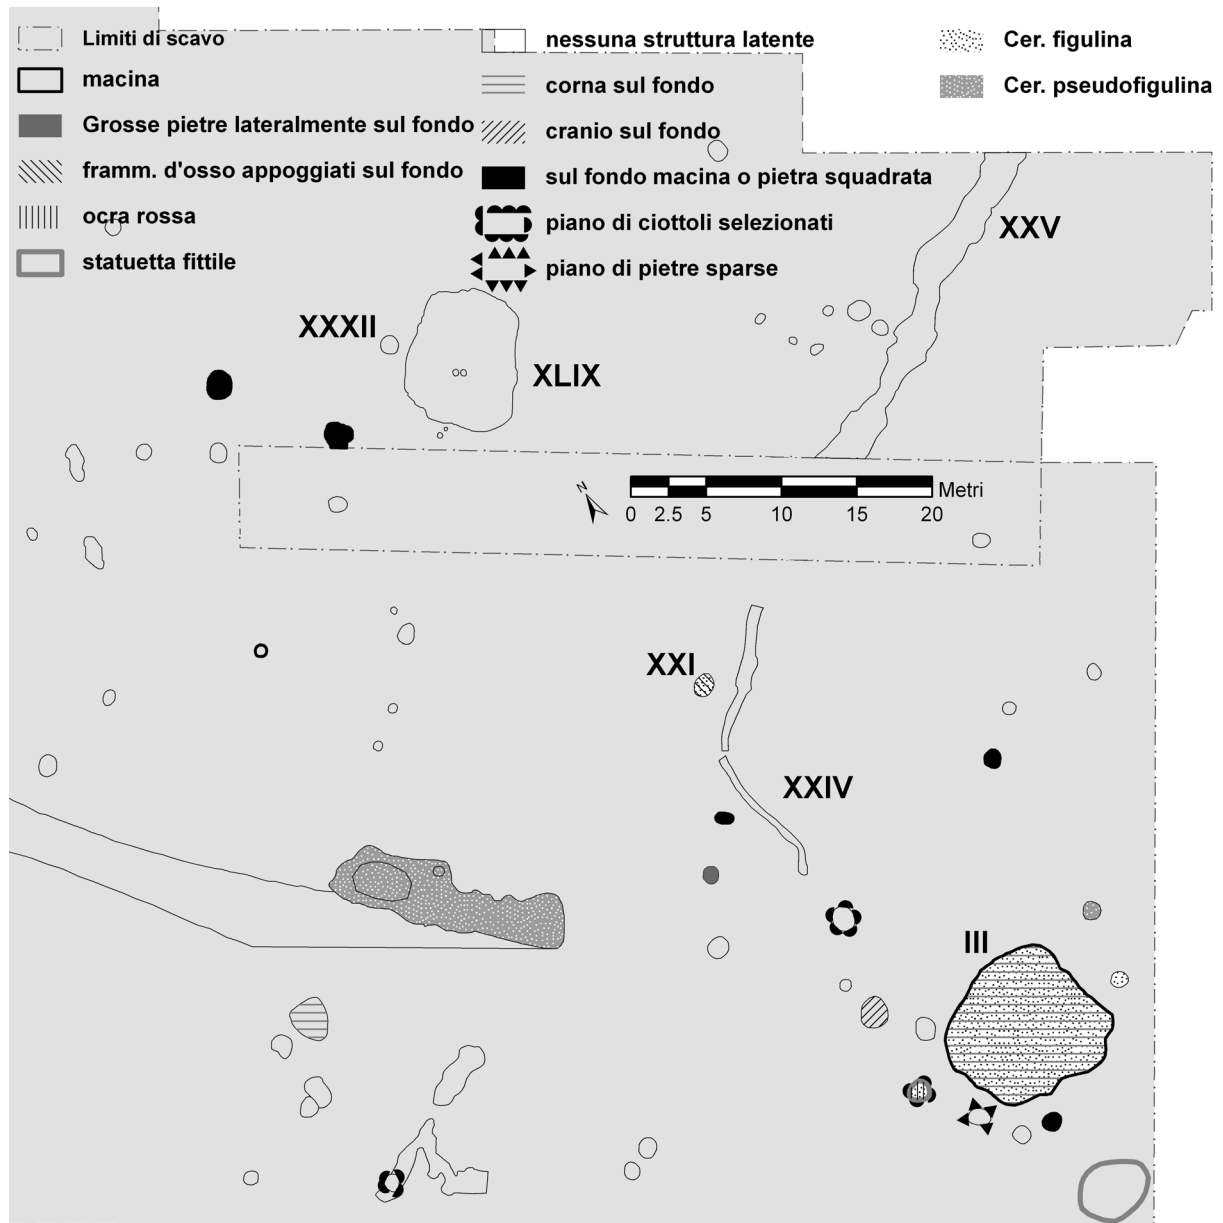 Limiti di scavo
macina
Grosse pietre lateralmente sul fondo
framm. d'osso appoggiati sul fondo
ocra rossa
statuetta fittile
nessuna struttura latente
corna sul fondo
cranio sul fondo
sul fondo macina o pietra squadrata
piano di ciottoli selezionati
piano di pietre sparse
Cer. figulina
Cer. pseudofigulina
XXV
XXXII
XLIX
N
Metri
0 2.5 5 10 15 20
XXI
XXIV
III